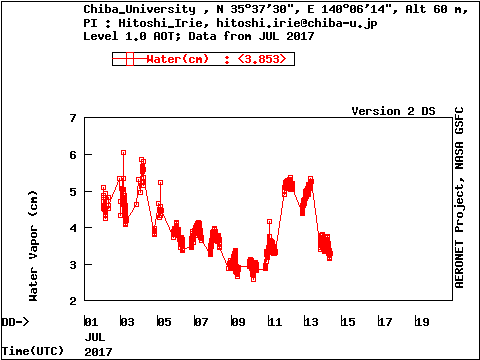 Chiba_University , N 35°37'30", E 140°06'14", Alt 60 m,
PI : Hitoshi_Irie, hitoshi.irie@chiba-u.jp
Level 1.0 AOT; Data from JUL 2017
Water(cm) : <3.853>
Version 2 DS
7
6
5
4
3
2
Water Vapor (cm)
AERONET Project, NASA GSFC
DD-> 01 03 05 07 09 11 13 15 17 19
JUL
Time(UTC) 2017